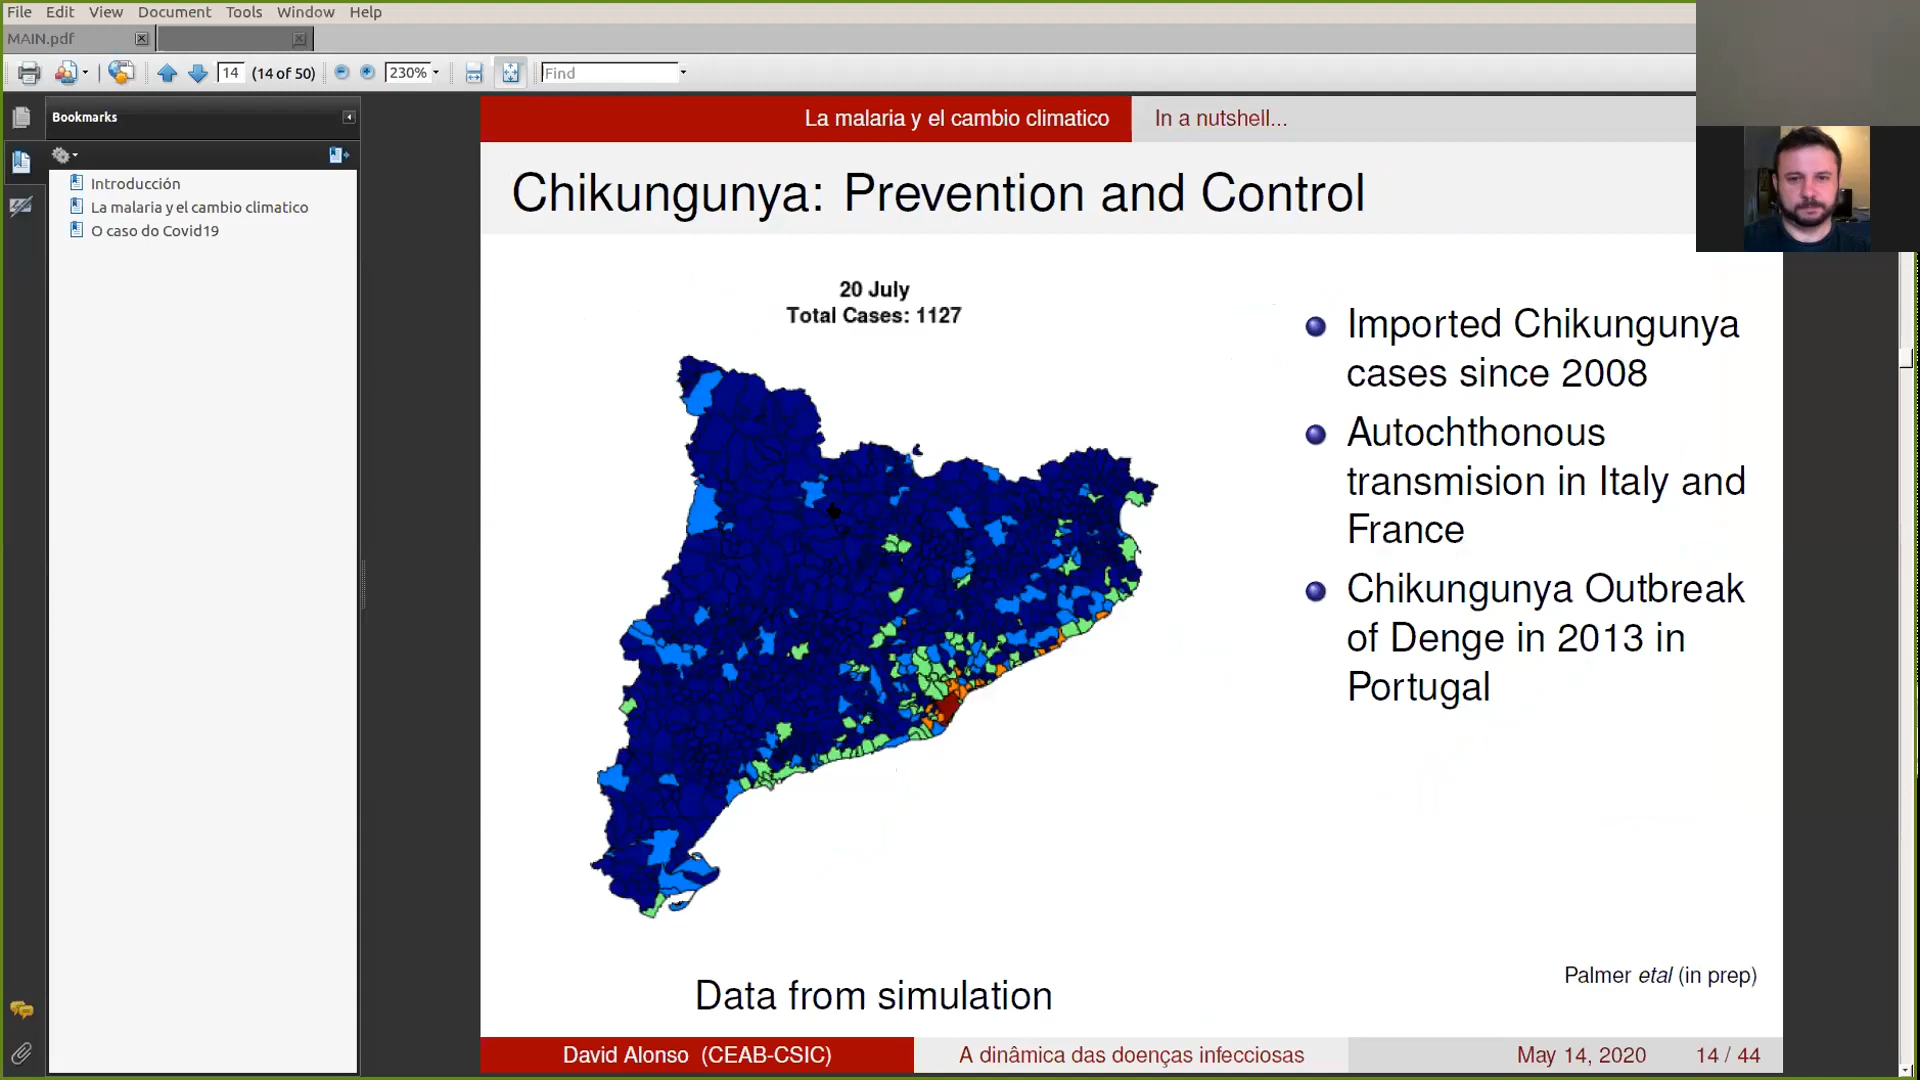 File Edit View Document Tools Window Help
MAIN.pdf
14 (14 of 50) 230% Find
Bookmarks
Introducción
La malaria y el cambio climatico
O caso do Covid19
La malaria y el cambio climatico In a nutshell...
Chikungunya: Prevention and Control
20 July
Total Cases: 1127
Imported Chikungunya
cases since 2008
Autochthonous
transmision in Italy and
France
Chikungunya Outbreak
of Denge in 2013 in
Portugal
Data from simulation
Palmer etal (in prep)
David Alonso (CEAB-CSIC) A dinâmica das doenças infecciosas May 14, 2020 14 / 44